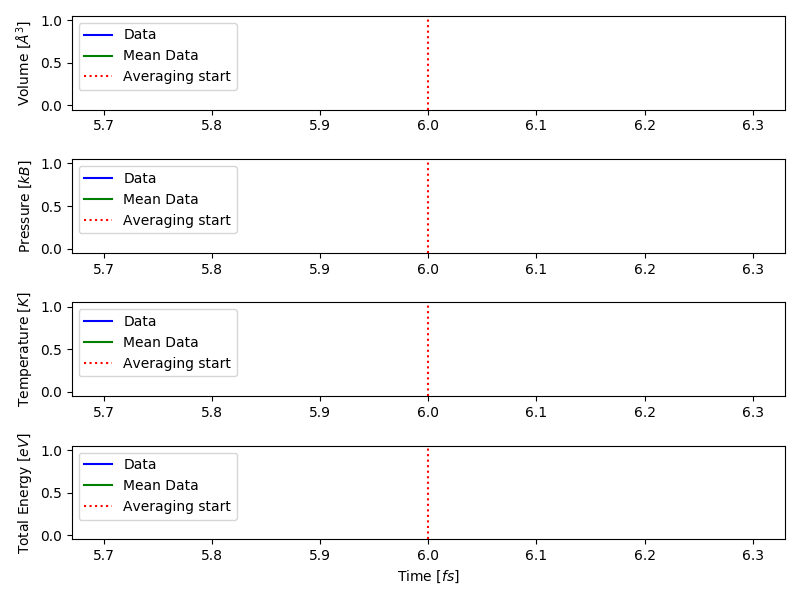 Volume [Å³]
1.0
0.5
0.0
Data
Mean Data
Averaging start
5.7 5.8 5.9 6.0 6.1 6.2 6.3
Pressure [kB]
1.0
0.5
0.0
Data
Mean Data
Averaging start
5.7 5.8 5.9 6.0 6.1 6.2 6.3
Temperature [K]
1.0
0.5
0.0
Data
Mean Data
Averaging start
5.7 5.8 5.9 6.0 6.1 6.2 6.3
Total Energy [eV]
1.0
0.5
0.0
Data
Mean Data
Averaging start
5.7 5.8 5.9 6.0 6.1 6.2 6.3
Time [fs]